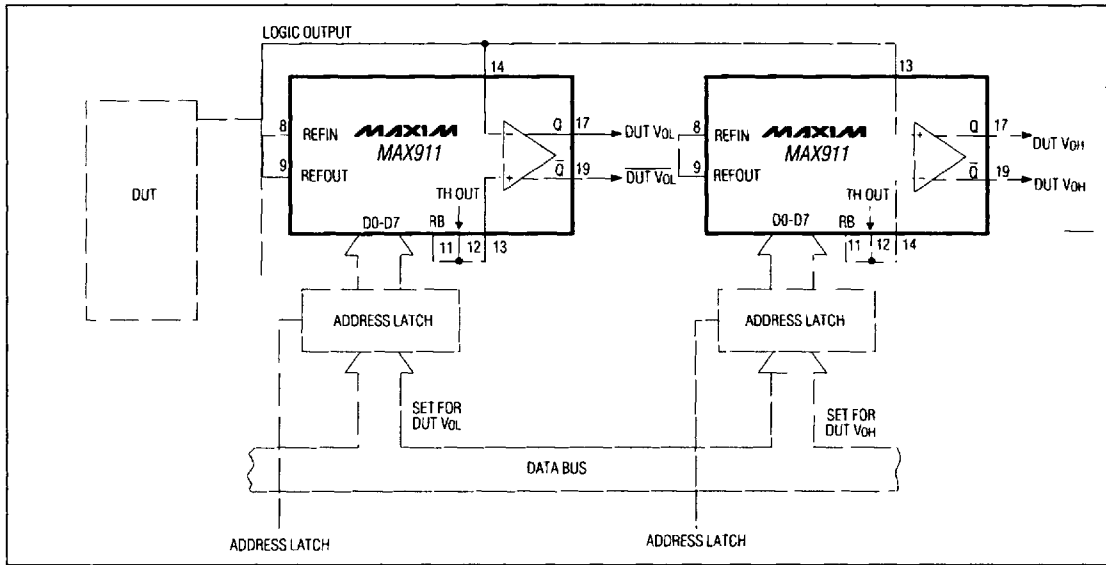 LOGIC OUTPUT
14
13
8
REFIN
MAXIM
MAX911
Q
17
DUT VOL
9
REFOUT
Q̅
19
D̅U̅T̅ V̅O̅L̅
TH OUT
D0-D7
RB
11
12
13
8
REFIN
MAXIM
MAX911
Q
17
DUT VOH
9
REFOUT
Q̅
19
DUT VOH
TH OUT
D0-D7
RB
11
12
14
DUT
ADDRESS LATCH
ADDRESS LATCH
SET FOR
DUT VOL
SET FOR
DUT VOH
DATA BUS
ADDRESS LATCH
ADDRESS LATCH